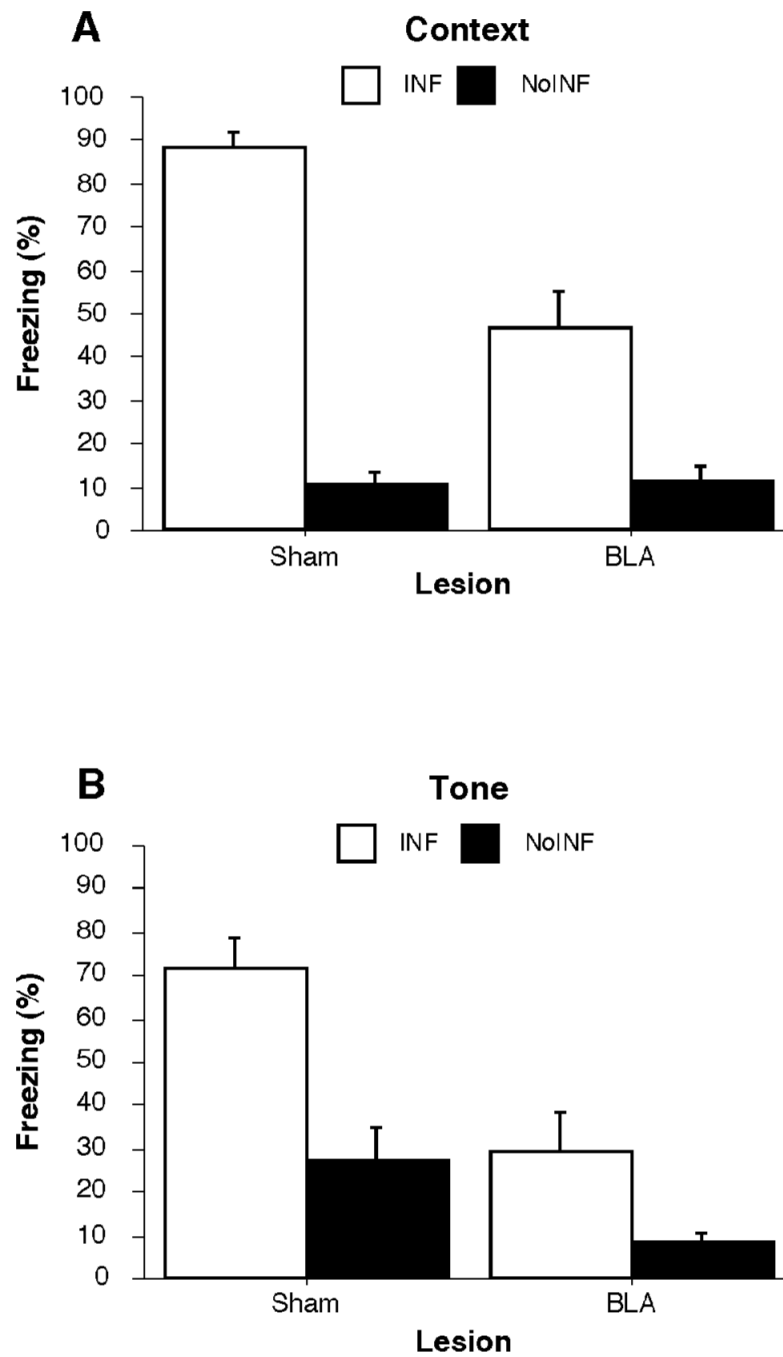 A
Context
INF NoINF
100
90
80
70
60
50
40
30
20
10
0
Freezing (%)
Sham BLA
Lesion
B
Tone
INF NoINF
100
90
80
70
60
50
40
30
20
10
0
Freezing (%)
Sham BLA
Lesion